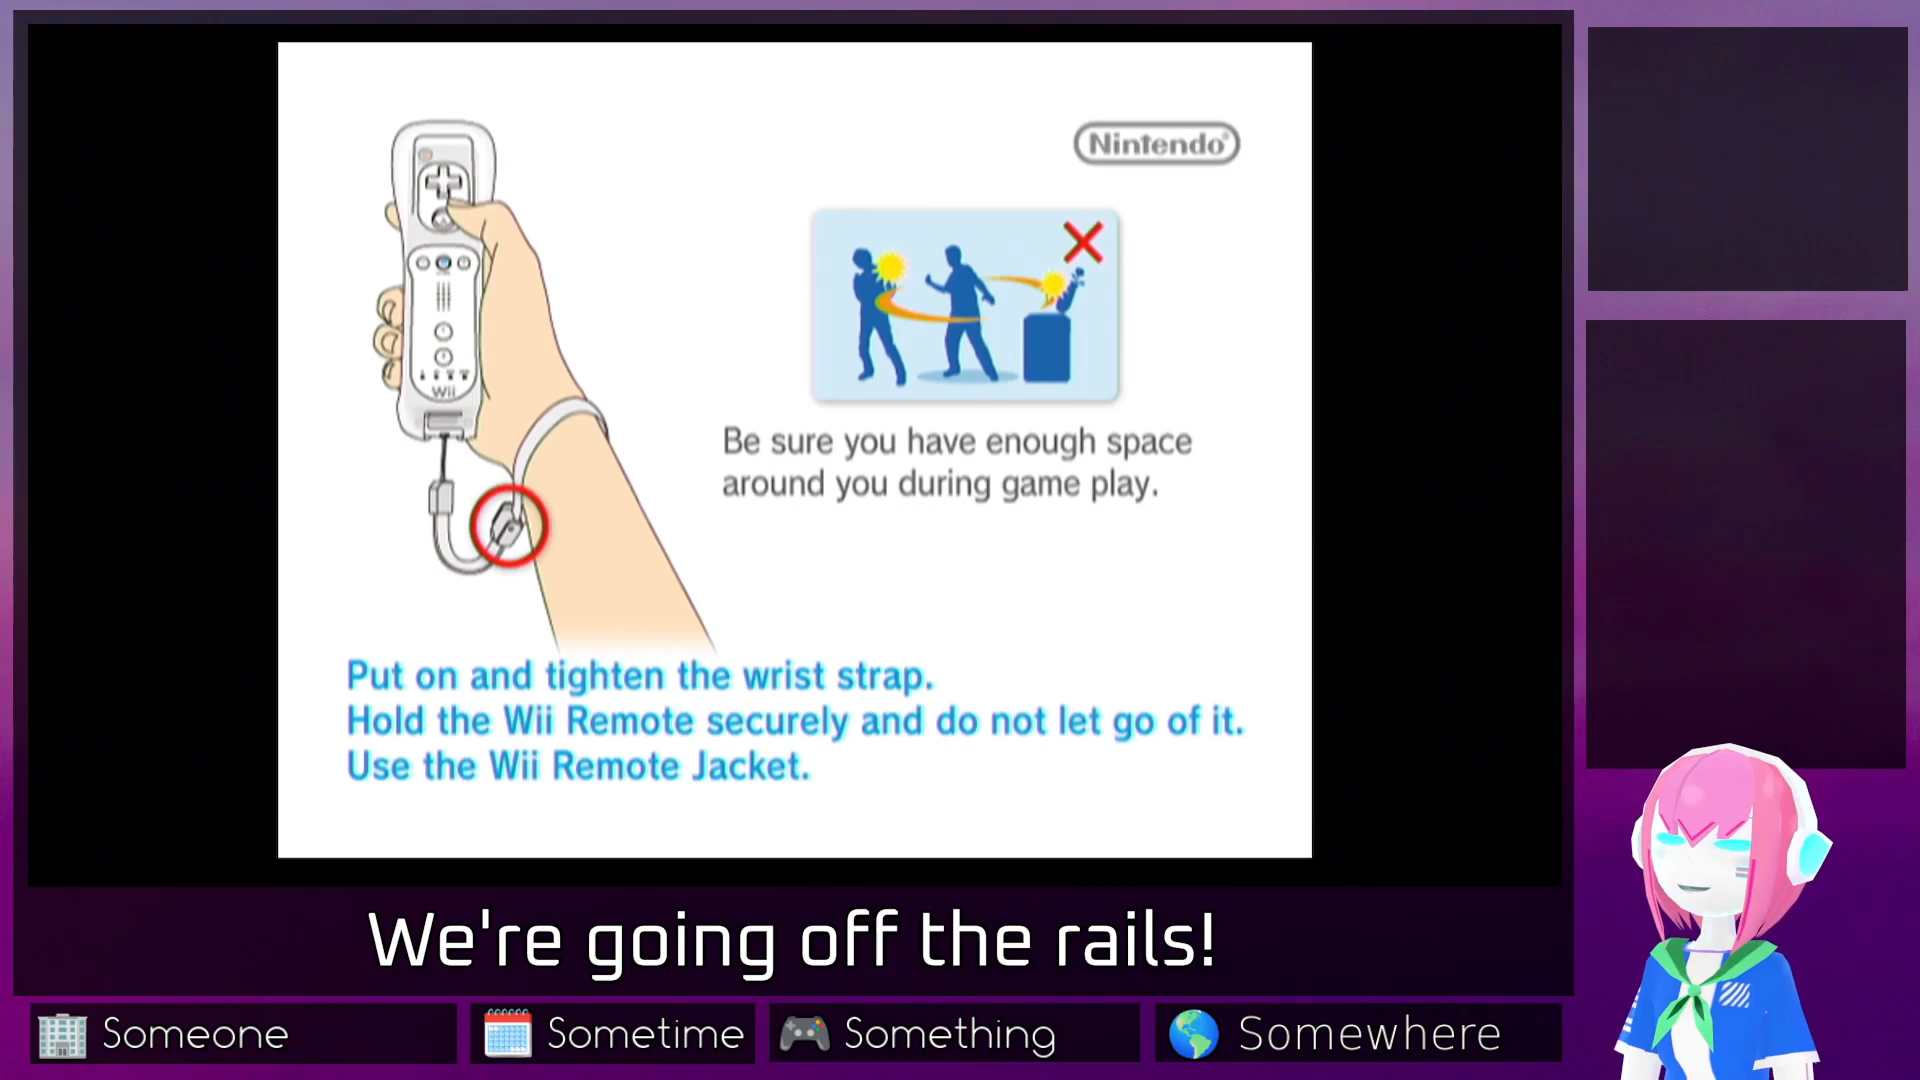 Nintendo®
Wii
Be sure you have enough space
around you during game play.
Put on and tighten the wrist strap.
Hold the Wii Remote securely and do not let go of it.
Use the Wii Remote Jacket.
We're going off the rails!
Someone
Sometime
Something
Somewhere